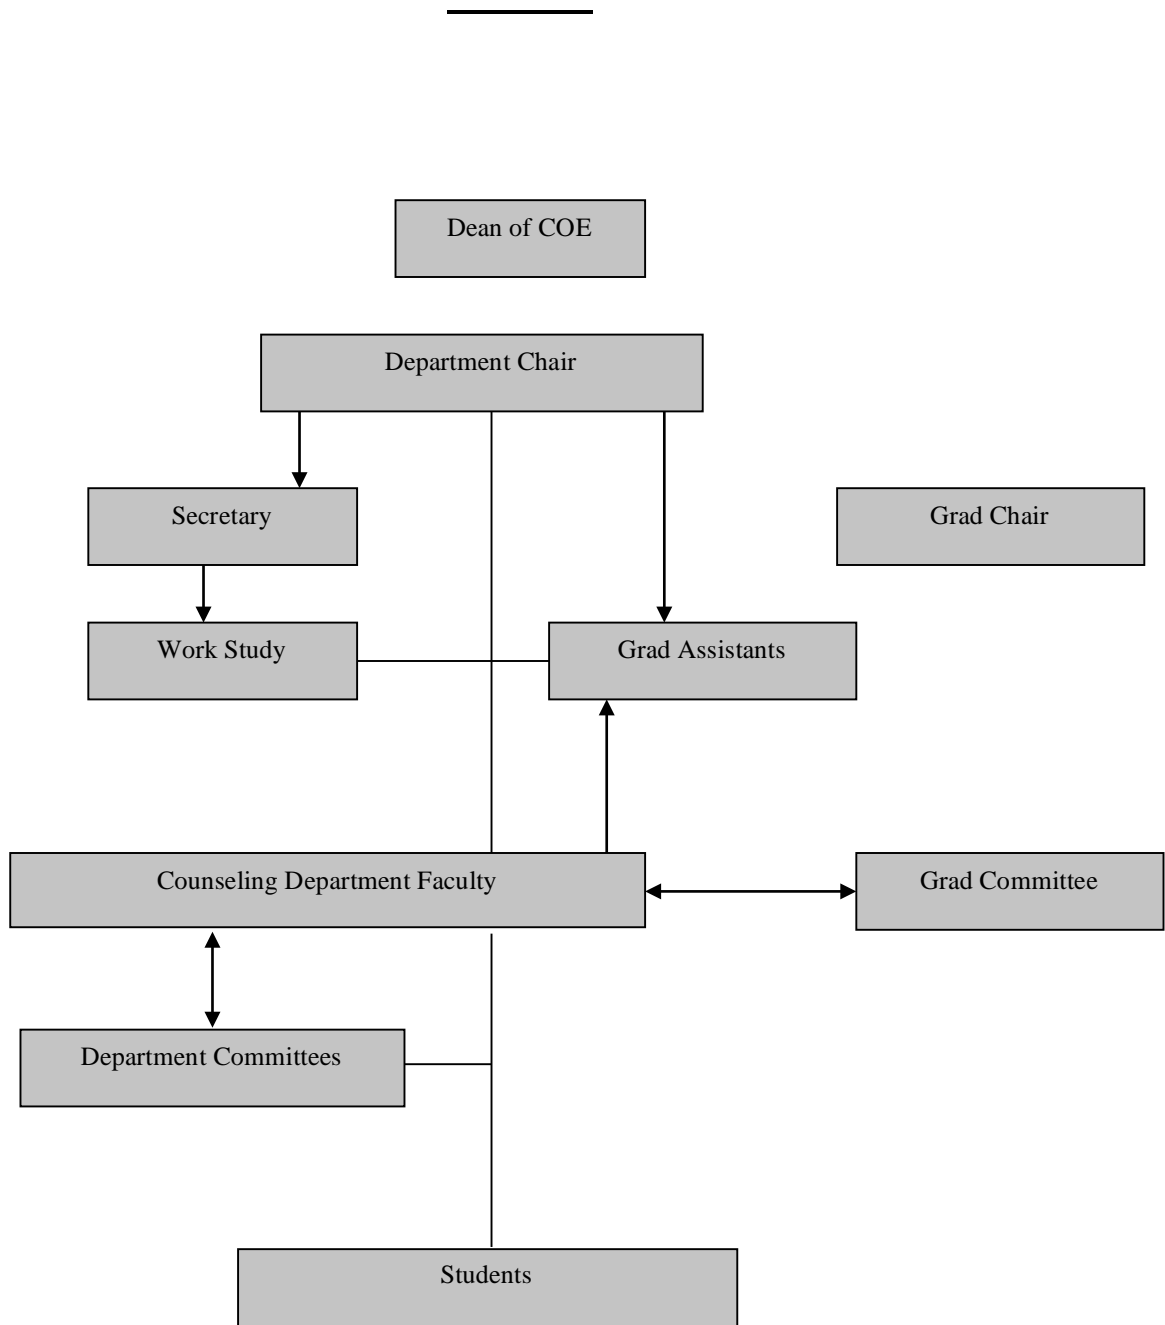 Dean of COE
Department Chair
Secretary
Grad Chair
Work Study
Grad Assistants
Counseling Department Faculty
Grad Committee
Department Committees
Students